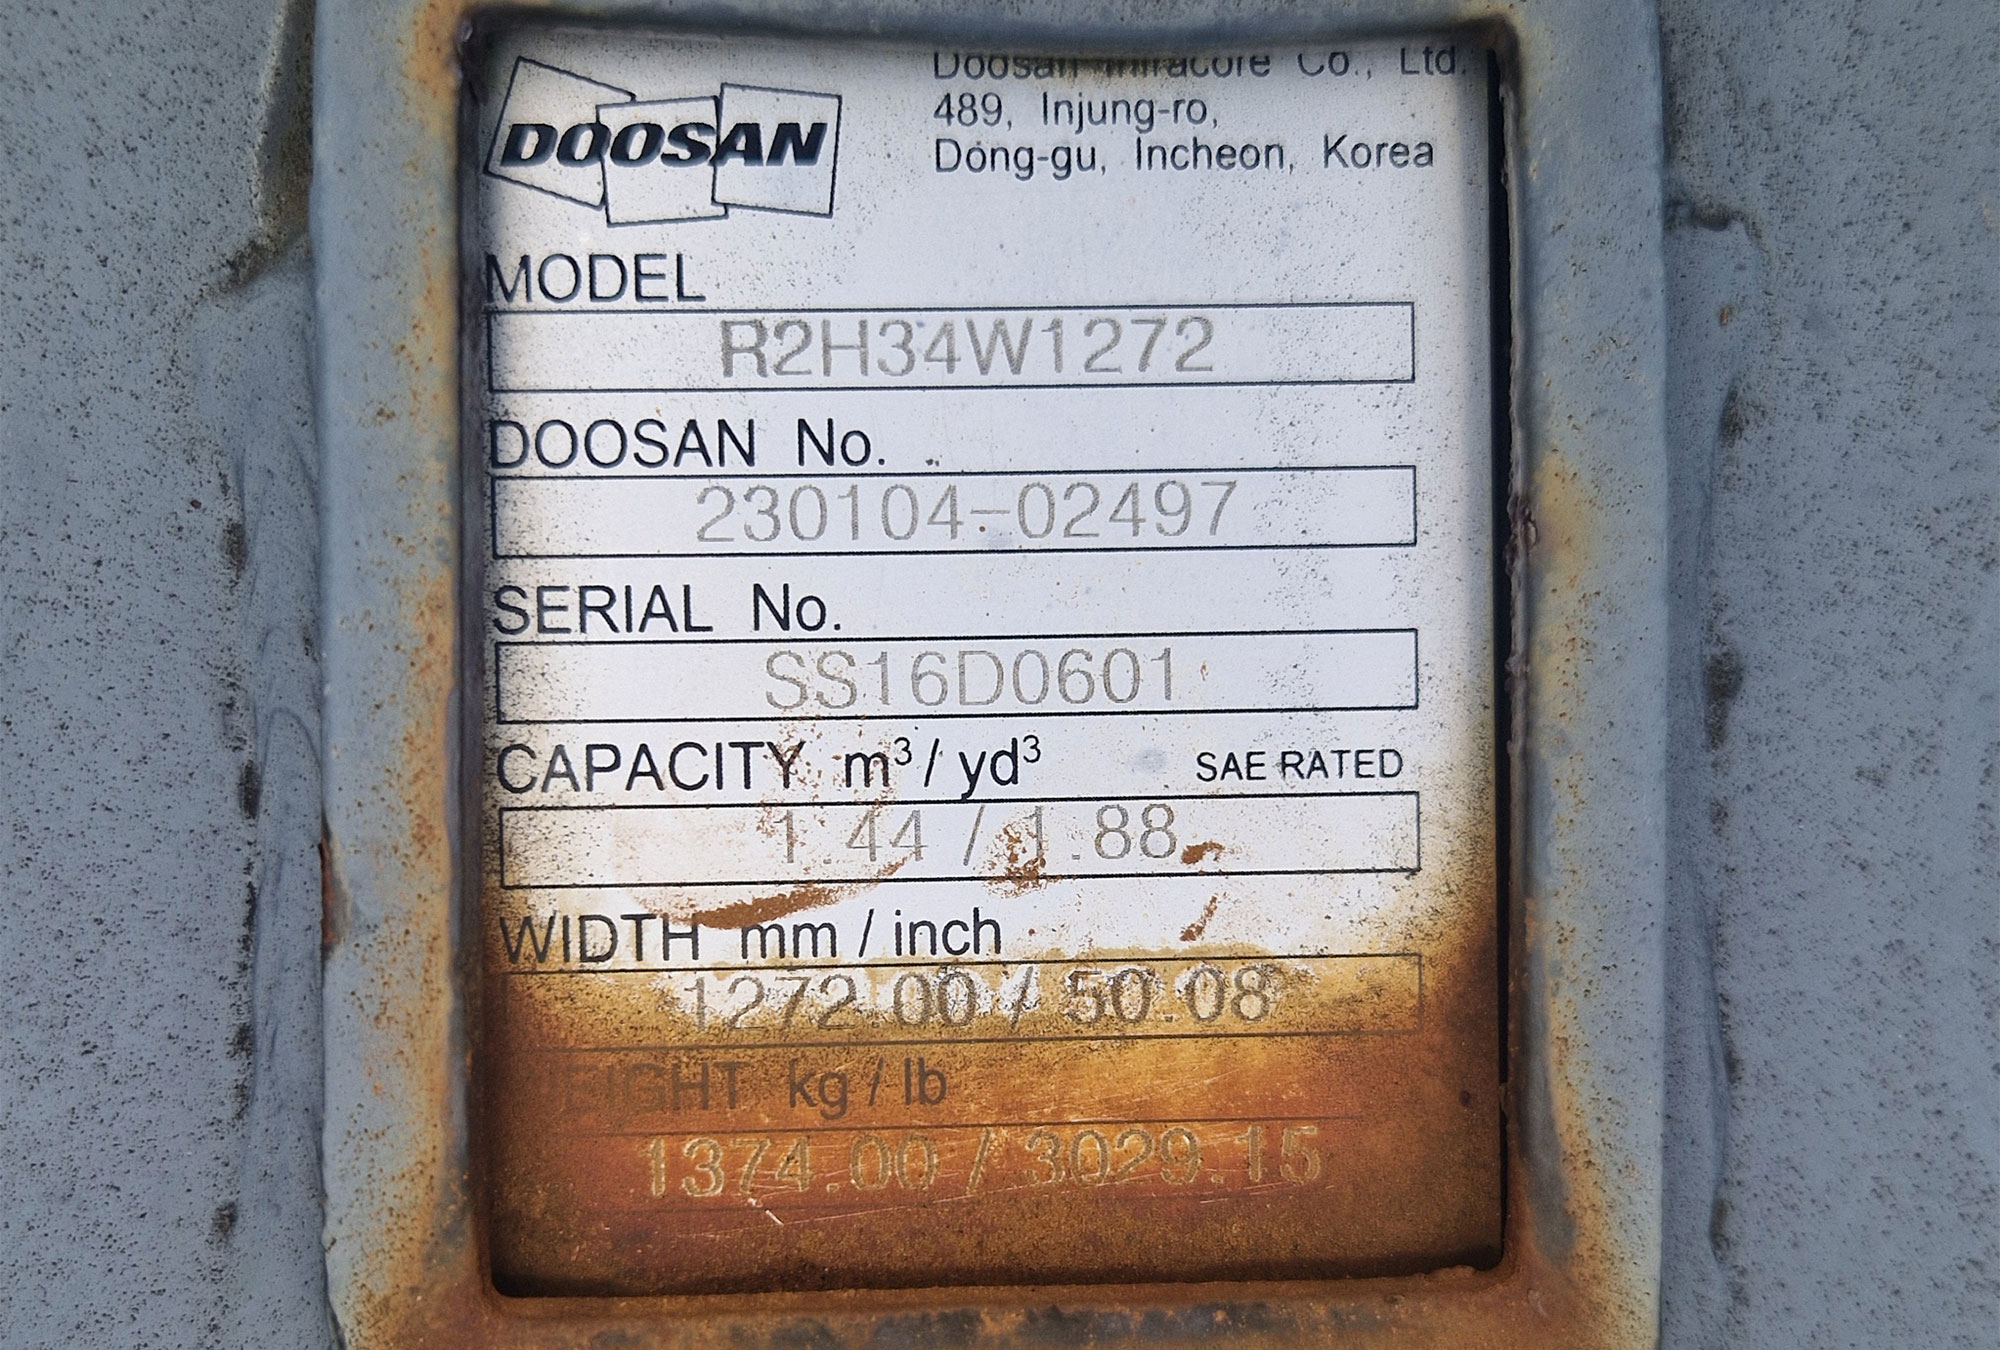 DOOSAN
Doosan Infracore Co., Ltd.
489, Injung-ro,
Dong-gu, Incheon, Korea
MODEL
R2H34W1272
DOOSAN No.
230104-02497
SERIAL No.
SS16D0601
CAPACITY m³/ yd³ SAE RATED
1.44 / 1.88
WIDTH mm / inch
1272.00 / 50.08
WEIGHT kg / lb
1374.00 / 3029.15